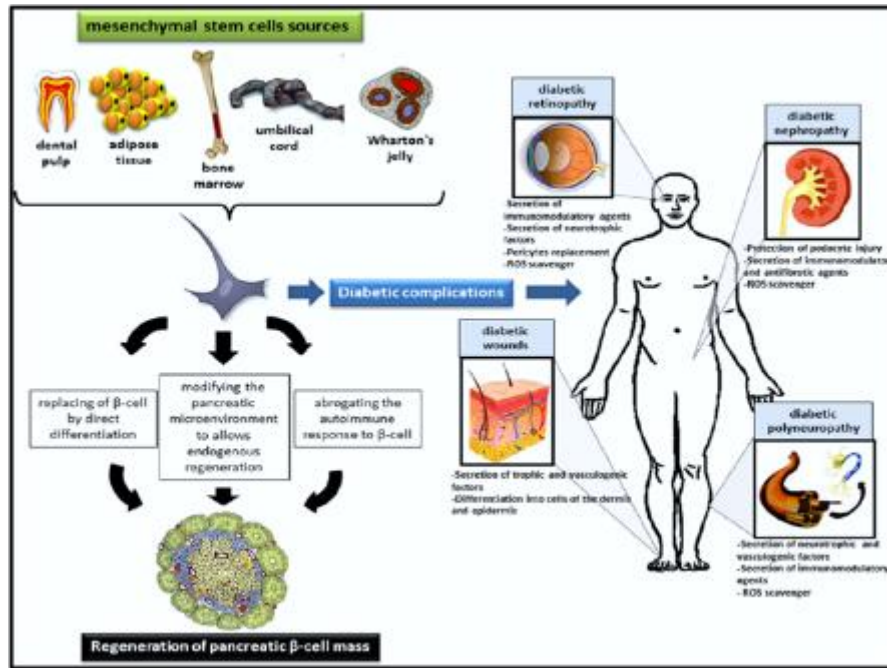 mesenchymal stem cells sources
dental
pulp
adipose
tissue
bone
marrow
umbilical
cord
Wharton's
jelly
Diabetic complications
replacing of β-cell
by direct
differentiation
modifying the
pancreatic
microenvironment
to allows
endogenous
regeneration
abrogating the
autoimmune
response to β-cell
Regeneration of pancreatic β-cell mass
diabetic
retinopathy
-Secretion of
immunomodulatory agents
-Secretion of neurotrophic
factors
-Pericytes replacement
-ROS scavenger
diabetic
nephropathy
-Protection of podocete injury
-Secretion of immunomodulatory
and antifibrotic agents
-ROS scavenger
diabetic
wounds
-Secretion of trophic and vasculogenic
factors
-Differenciation into cells of the dermis
and epidermis
diabetic
polyneuropathy
-Secretion of neurotrophic and
vasculogenic factors
-Secretion of immunomodulatory
agents
- ROS scavenger